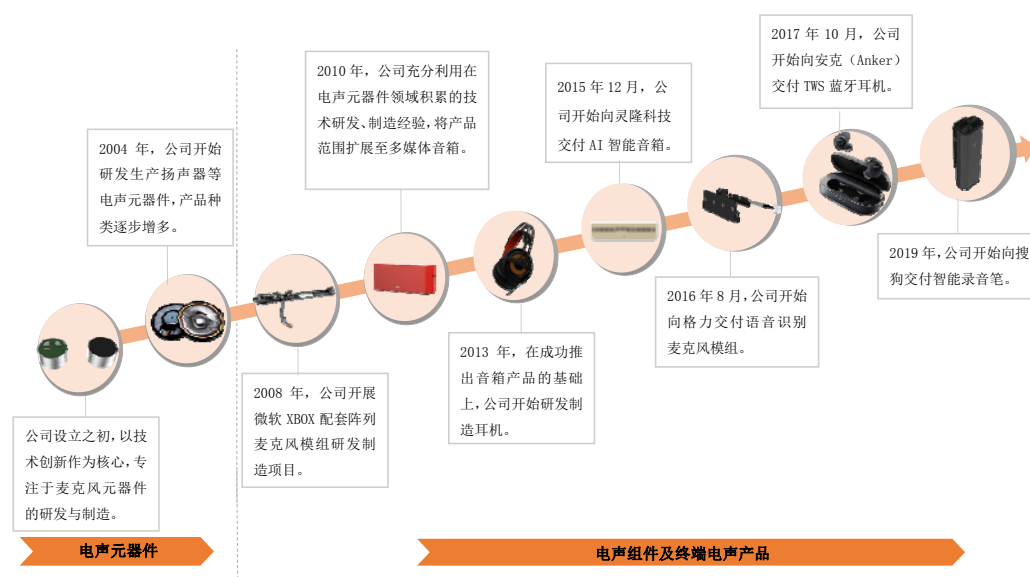 公司设立之初，以技
术创新作为核心，专
注于麦克风元器件
的研发与制造。
2004 年，公司开始
研发生产扬声器等
电声元器件，产品种
类逐步增多。
2008 年，公司开展
微软 XBOX 配套阵列
麦克风模组研发制
造项目。
2010 年，公司充分利用在
电声元器件领域积累的技
术研发、制造经验，将产品
范围扩展至多媒体音箱。
2013 年，在成功推
出音箱产品的基础
上，公司开始研发制
造耳机。
2015 年 12 月，公
司开始向灵隆科技
交付 AI 智能音箱。
2016 年 8 月，公司开始
向格力交付语音识别
麦克风模组。
2017 年 10 月，公司
开始向安克（Anker）
交付 TWS 蓝牙耳机。
2019 年，公司开始向搜
狗交付智能录音笔。
电声元器件
电声组件及终端电声产品